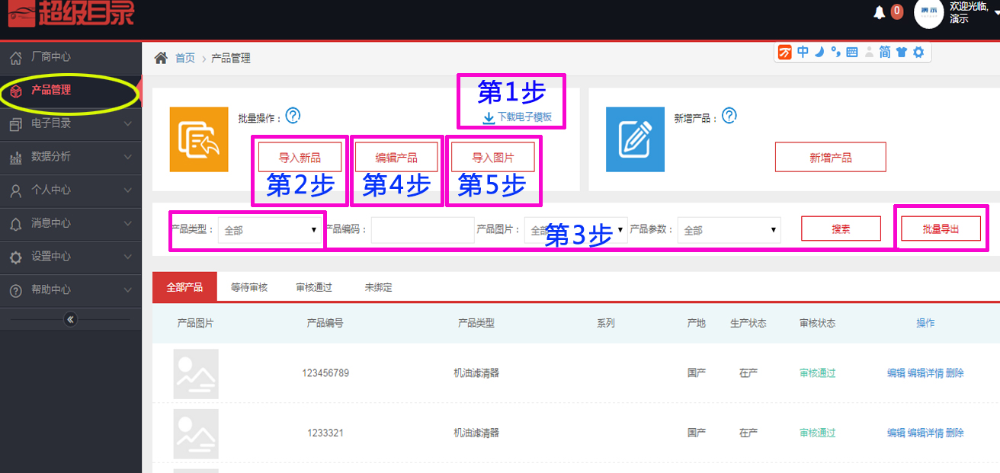 超级目录
0
演示
欢迎光临,
演示
厂商中心
产品管理
电子目录
数据分析
个人中心
消息中心
设置中心
帮助中心
«
首页 > 产品管理
中 简
第1步
下载电子模板
批量操作： ?
导入新品 编辑产品 导入图片
第2步 第4步 第5步
新增产品： ?
新增产品
产品类型： 全部 产品编码： 产品图片： 全部 产品参数： 全部 搜索 批量导出
第3步
全部产品 等待审核 审核通过 未绑定
产品图片 产品编号 产品类型 系列 产地 生产状态 审核状态 操作
123456789 机油滤清器 国产 在产 审核通过 编辑 编辑详情 删除
1233321 机油滤清器 国产 在产 审核通过 编辑 编辑详情 删除